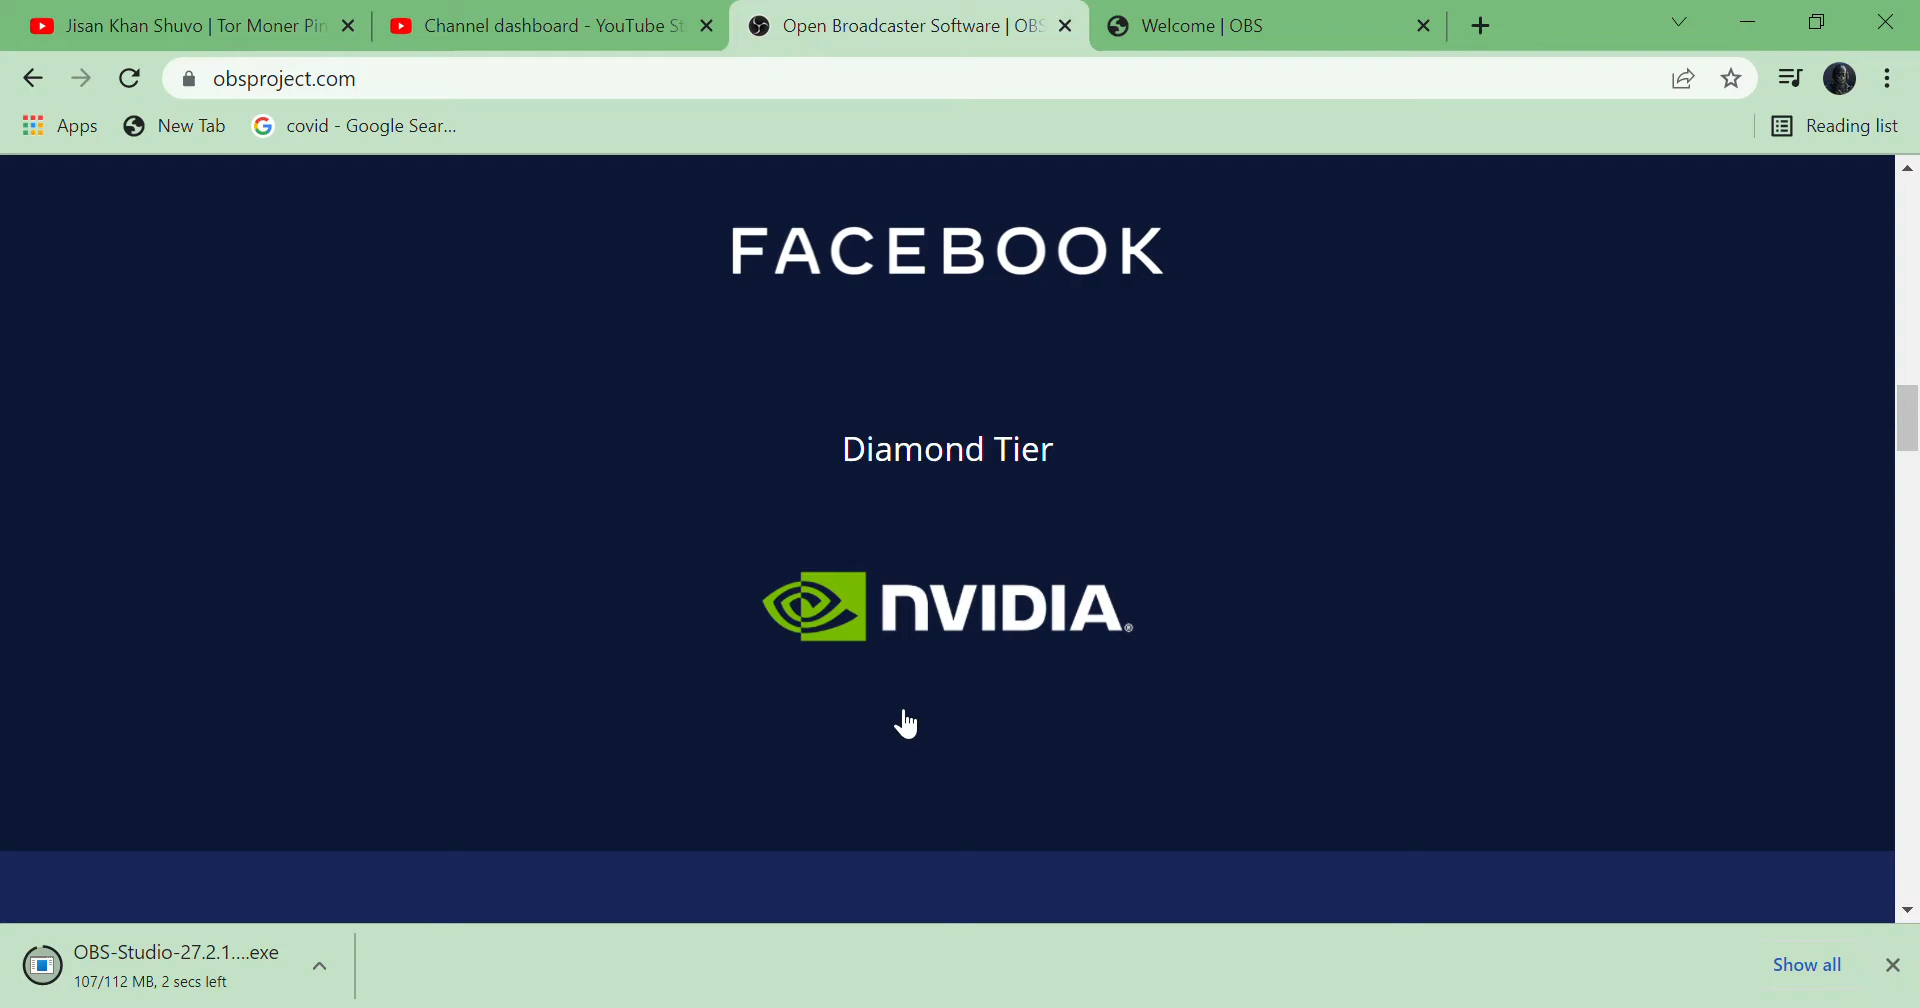 Jisan Khan Shuvo | Tor Moner Pin
Channel dashboard - YouTube St
Open Broadcaster Software | OBS
Welcome | OBS
obsproject.com
Apps
New Tab
covid - Google Sear...
Reading list
FACEBOOK
Diamond Tier
NVIDIA®
OBS-Studio-27.2.1....exe
107/112 MB, 2 secs left
Show all